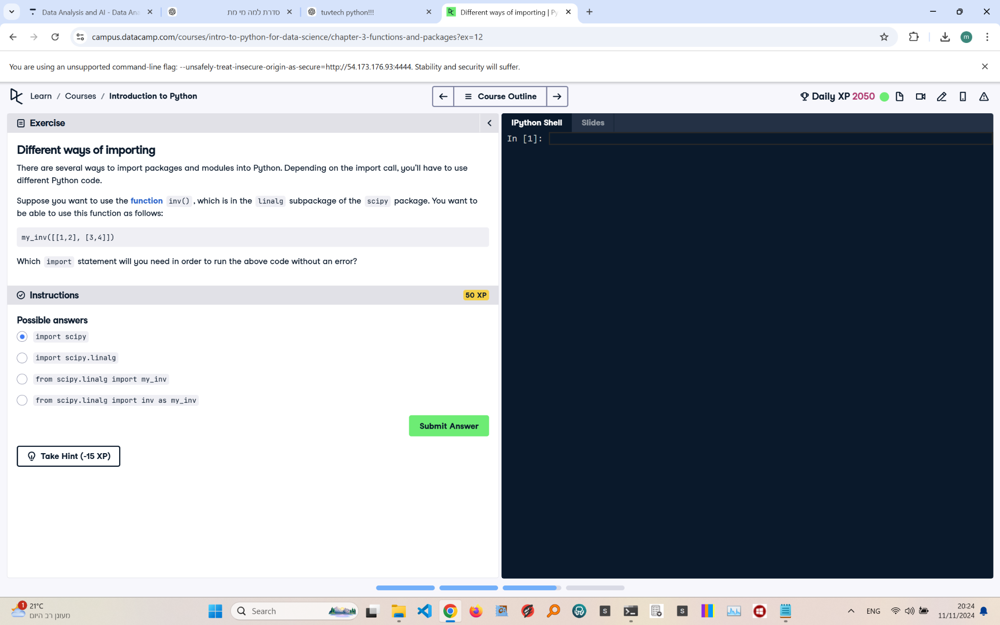 Data Analysis and AI - Data Ana
סדרת למה מי מת
tuvtech python!!!
Different ways of importing | Py
campus.datacamp.com/courses/intro-to-python-for-data-science/chapter-3-functions-and-packages?ex=12
m
You are using an unsupported command-line flag: --unsafely-treat-insecure-origin-as-secure=http://54.173.176.93:4444. Stability and security will suffer.
Learn / Courses / Introduction to Python
Course Outline
Daily XP 2050
Exercise
IPython Shell
Slides
In [1]:
Different ways of importing
There are several ways to import packages and modules into Python. Depending on the import call, you'll have to use
different Python code.
Suppose you want to use the function inv() , which is in the linalg subpackage of the scipy package. You want to
be able to use this function as follows:
my_inv([[1,2], [3,4]])
Which import statement will you need in order to run the above code without an error?
Instructions
50 XP
Possible answers
import scipy
import scipy.linalg
from scipy.linalg import my_inv
from scipy.linalg import inv as my_inv
Submit Answer
Take Hint (-15 XP)
1
21°C
מעונן רב היום
Search
S
S
ENG
20:24
11/11/2024